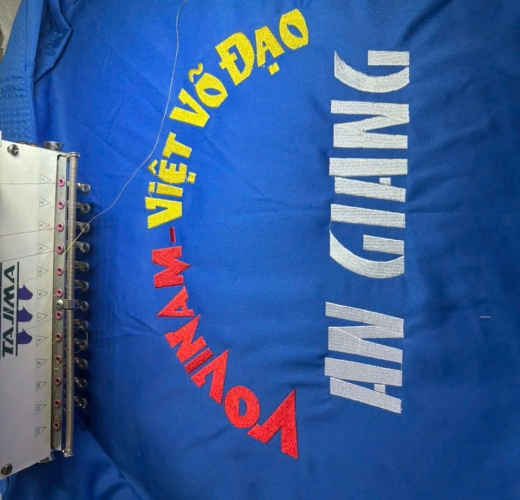 VOVINAM - VIỆT VÕ ĐẠO
AN GIANG
TAJIMA